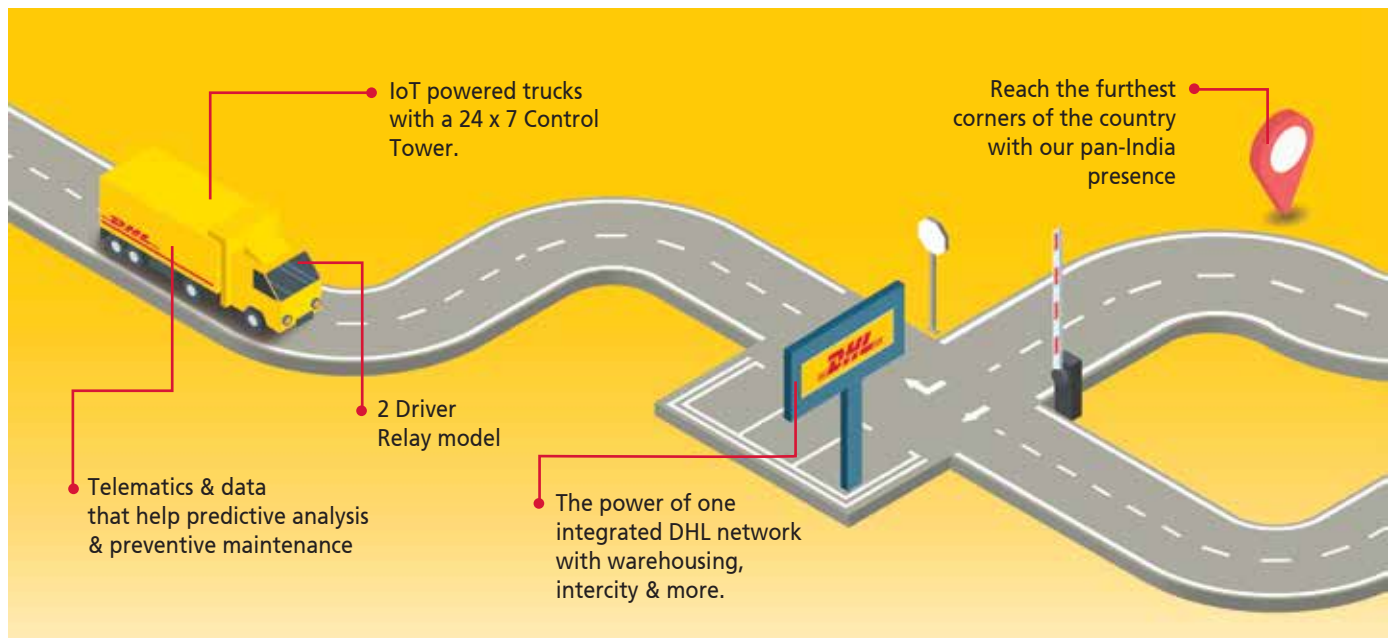 IoT powered trucks
with a 24 x 7 Control
Tower.
Reach the furthest
corners of the country
with our pan-India
presence
DHL
DHL
2 Driver
Relay model
Telematics & data
that help predictive analysis
& preventive maintenance
The power of one
integrated DHL network
with warehousing,
intercity & more.